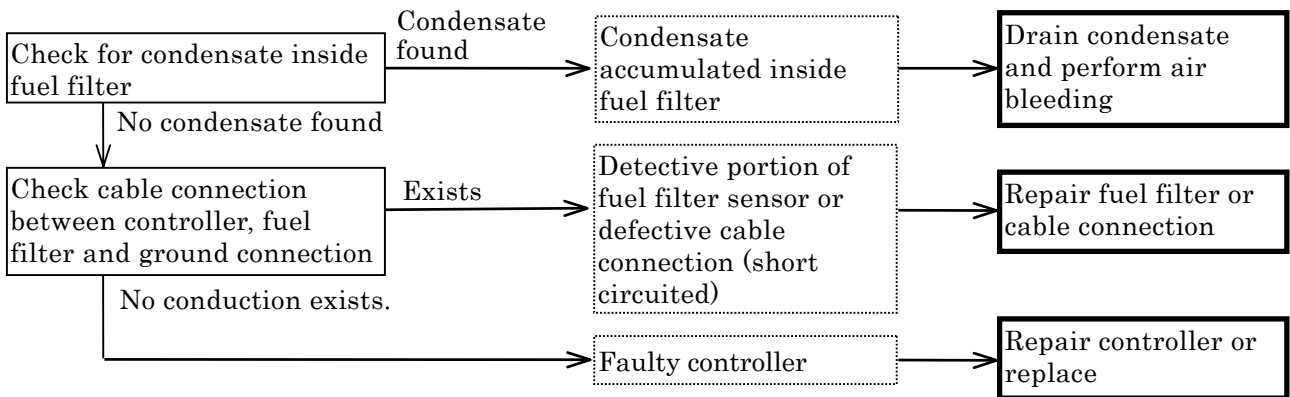 Condensate
found
Check for condensate inside
fuel filter
Condensate
accumulated inside
fuel filter
Drain condensate
and perform air
bleeding
No condensate found
Check cable connection
between controller, fuel
filter and ground connection
Exists
Detective portion of
fuel filter sensor or
defective cable
connection (short
circuited)
Repair fuel filter or
cable connection
No conduction exists.
Faulty controller
Repair controller or
replace